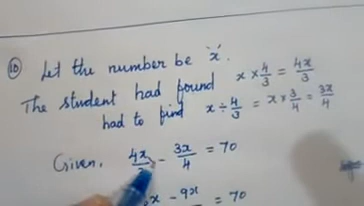 10 Let the number be 'x'.
The student had found x × 4/3 = 4x/3
had to find x ÷ 4/3 = x × 3/4 = 3x/4
Given, 4x/ - 3x/4 = 70
x - 9x = 70